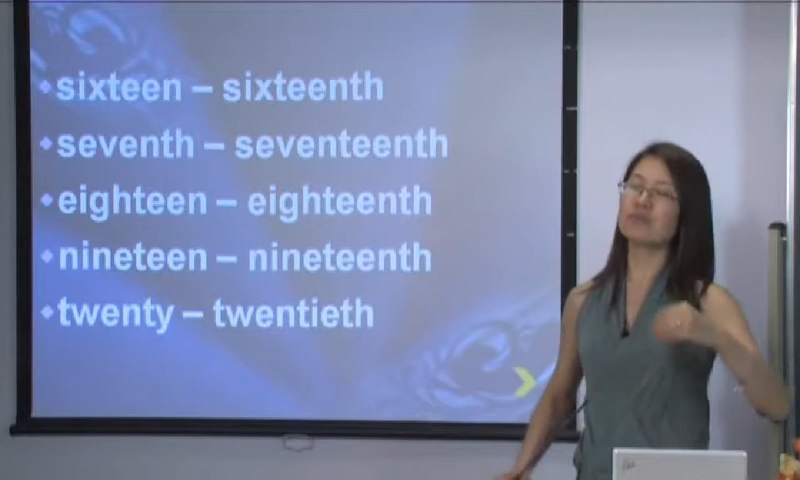 sixteen – sixteenth
seventh – seventeenth
eighteen – eighteenth
nineteen – nineteenth
twenty – twentieth